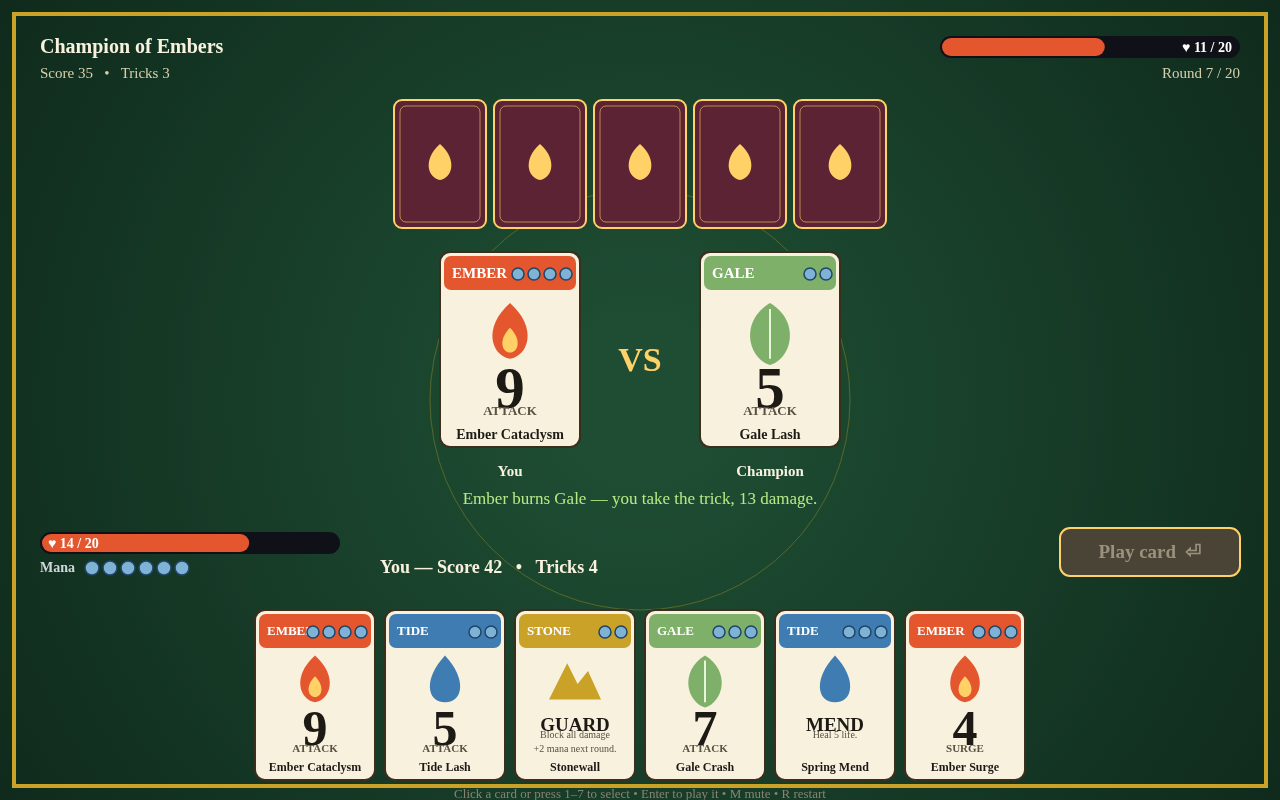 Champion of Embers
♥ 11 / 20
Score 35 • Tricks 3
Round 7 / 20
EMBER
9
ATTACK
Ember Cataclysm
You
VS
GALE
5
ATTACK
Gale Lash
Champion
Ember burns Gale — you take the trick, 13 damage.
♥ 14 / 20
Mana
You — Score 42 • Tricks 4
Play card ⏎
EMBER
9
ATTACK
Ember Cataclysm
TIDE
5
ATTACK
Tide Lash
STONE
GUARD
Block all damage
+2 mana next round.
Stonewall
GALE
7
ATTACK
Gale Crash
TIDE
MEND
Heal 5 life.
Spring Mend
EMBER
4
SURGE
Ember Surge
Click a card or press 1–7 to select • Enter to play it • M mute • R restart